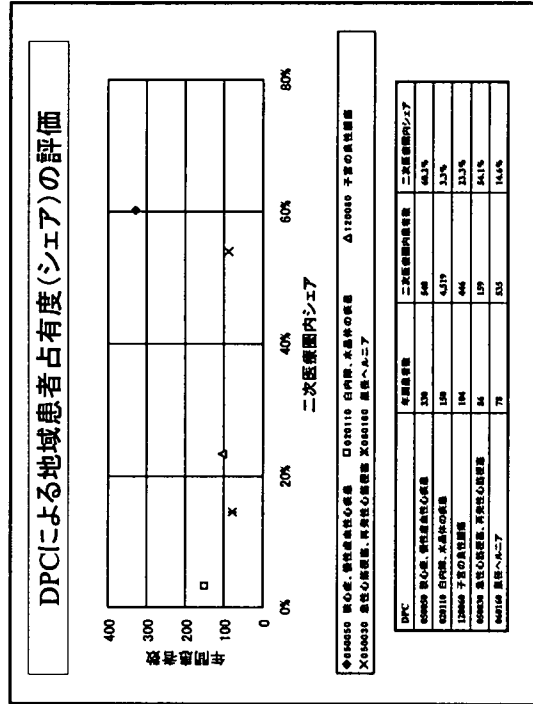 DPCによる地域患者占有度(シェア)の評価
年間患者数
400
300
200
100
0
0%
20%
40%
60%
80%
二次医療圏内シェア
◆050050 狭心症、慢性虚血性心疾患 □020110 白内障、水晶体の疾患 △120060 子宮の良性腫瘍
×050030 急性心筋梗塞、再発性心筋梗塞 Ж060160 鼠径ヘルニア
DPC 年間患者数 二次医療圏内患者数 二次医療圏内シェア
050050 狭心症、慢性虚血性心疾患 330 548 60.2%
020110 白内障、水晶体の疾患 150 4,519 3.3%
120060 子宮の良性腫瘍 104 446 23.3%
050030 急性心筋梗塞、再発性心筋梗塞 86 159 54.1%
060160 鼠径ヘルニア 78 535 14.6%